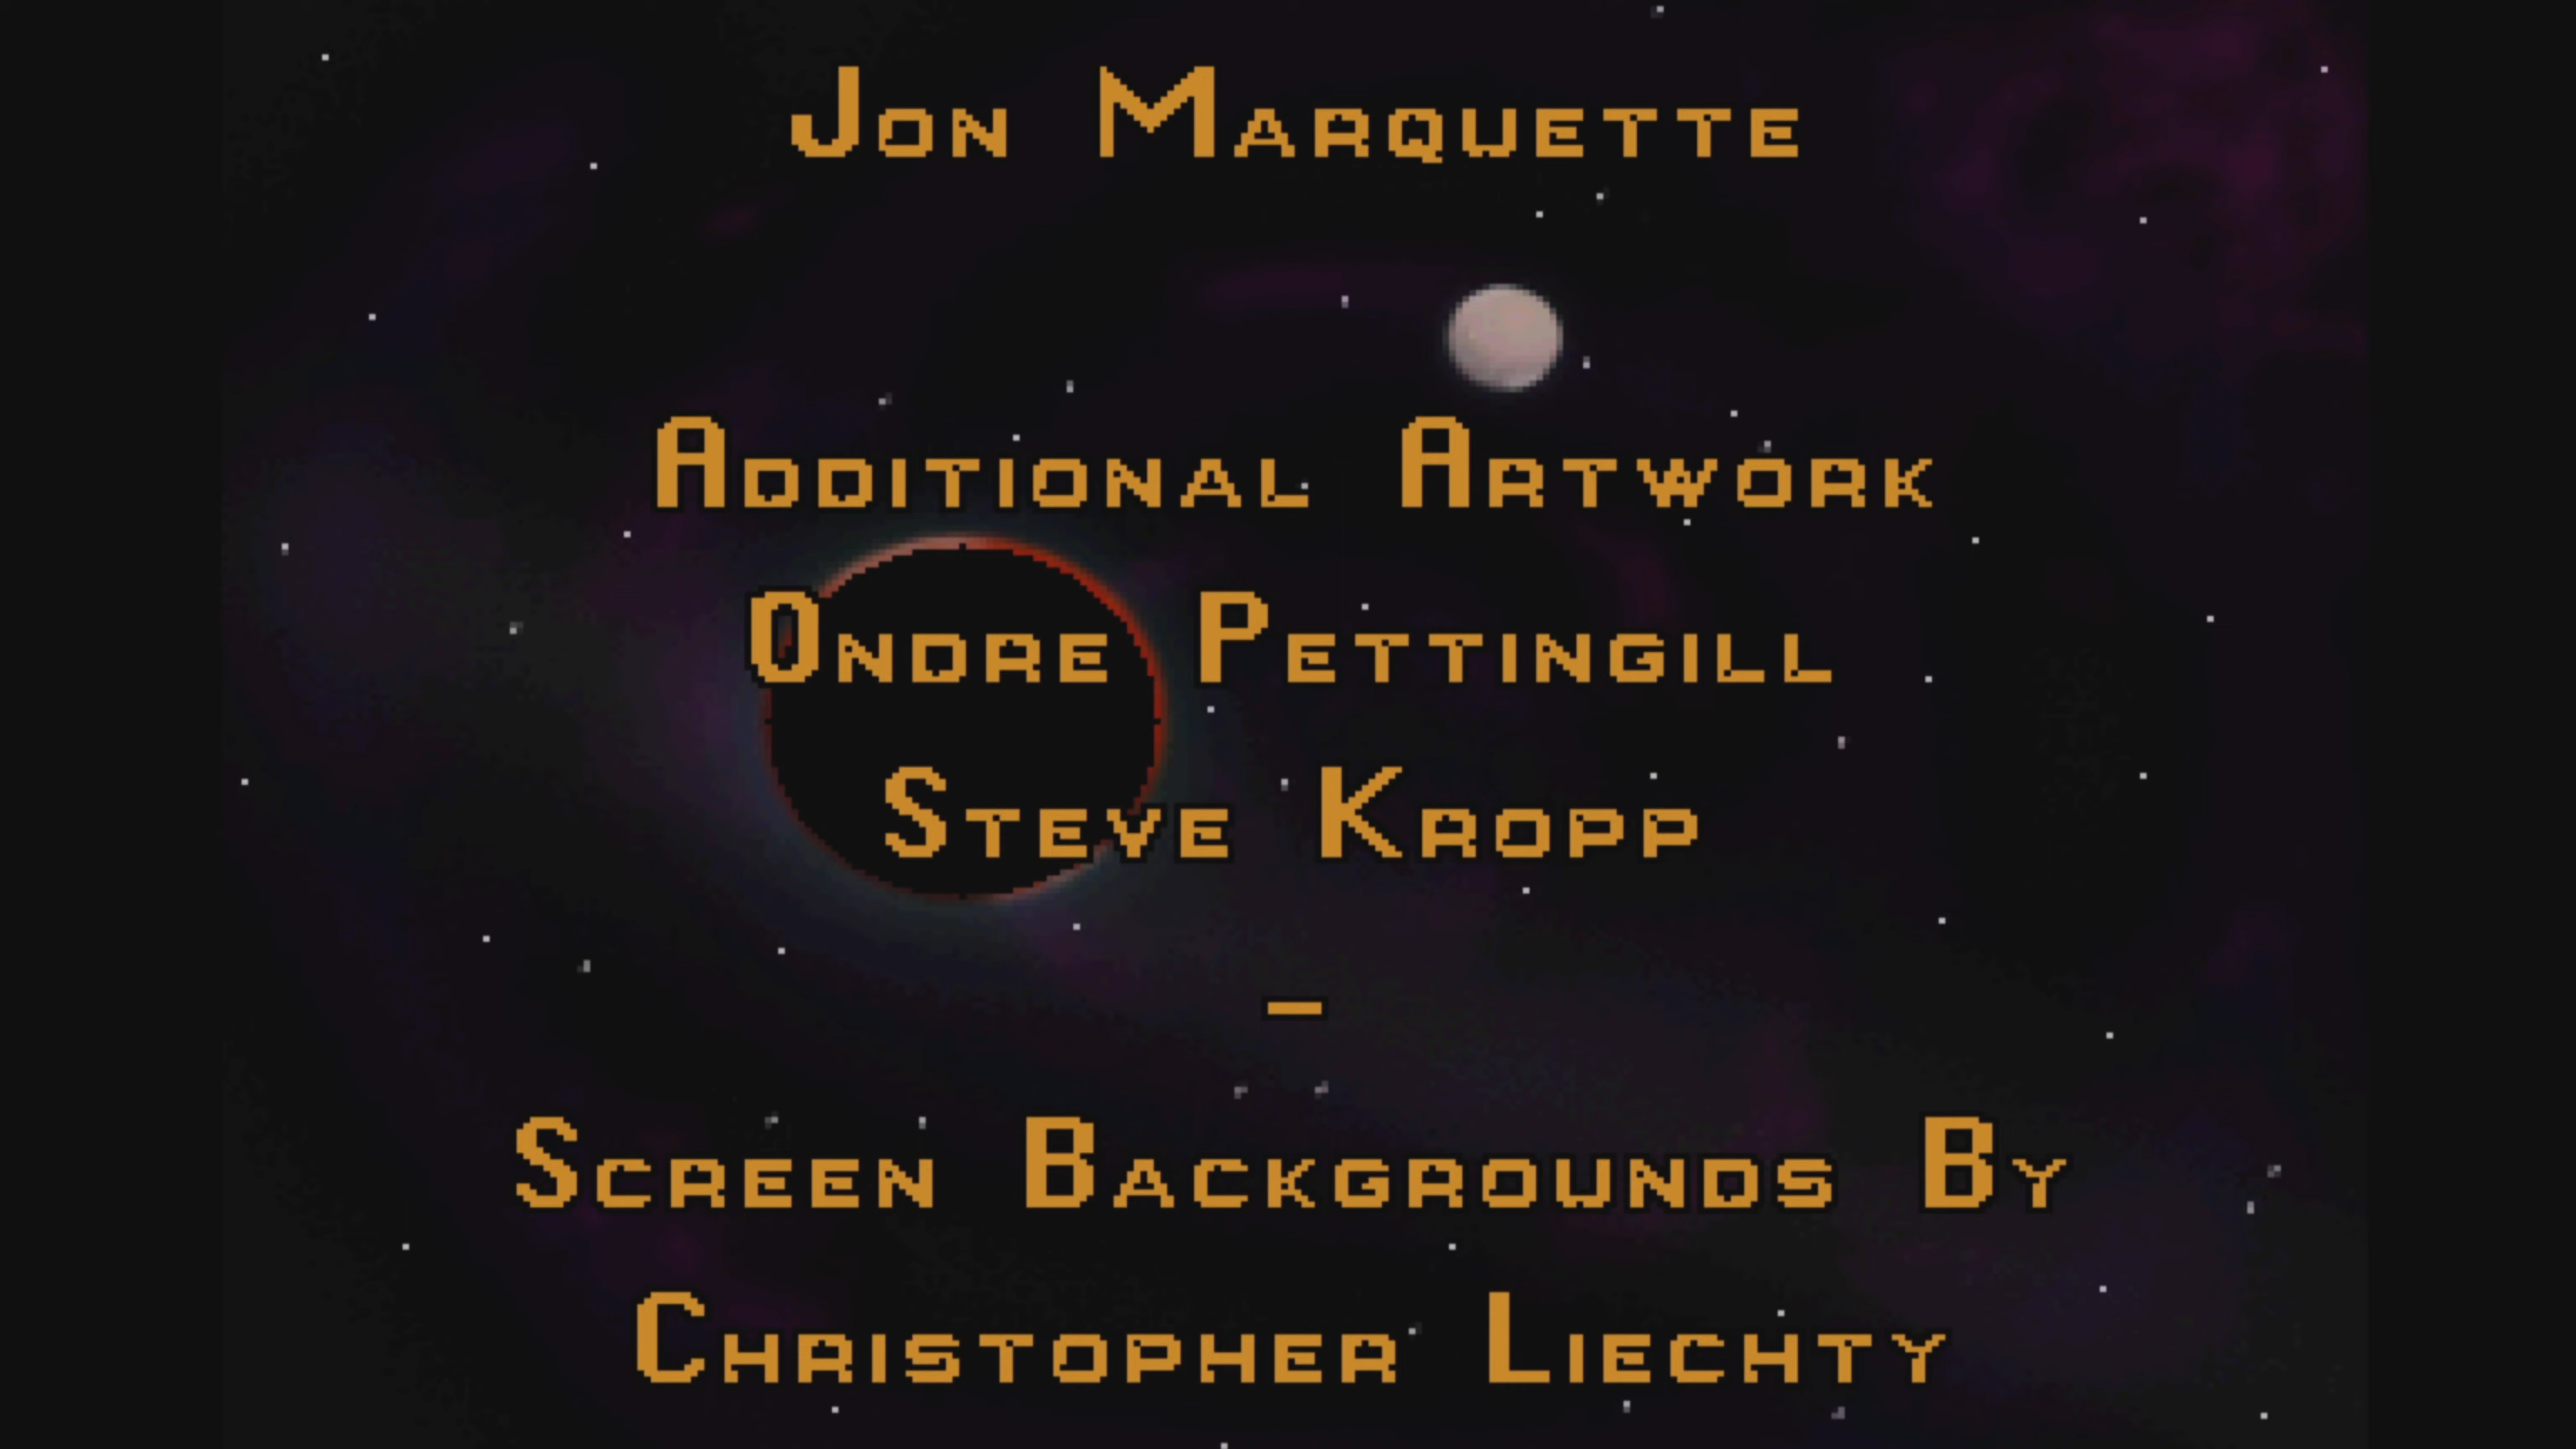 Jon Marquette
Additional Artwork
Ondre Pettingill
Steve Kropp
-
Screen Backgrounds By
Christopher Liechty